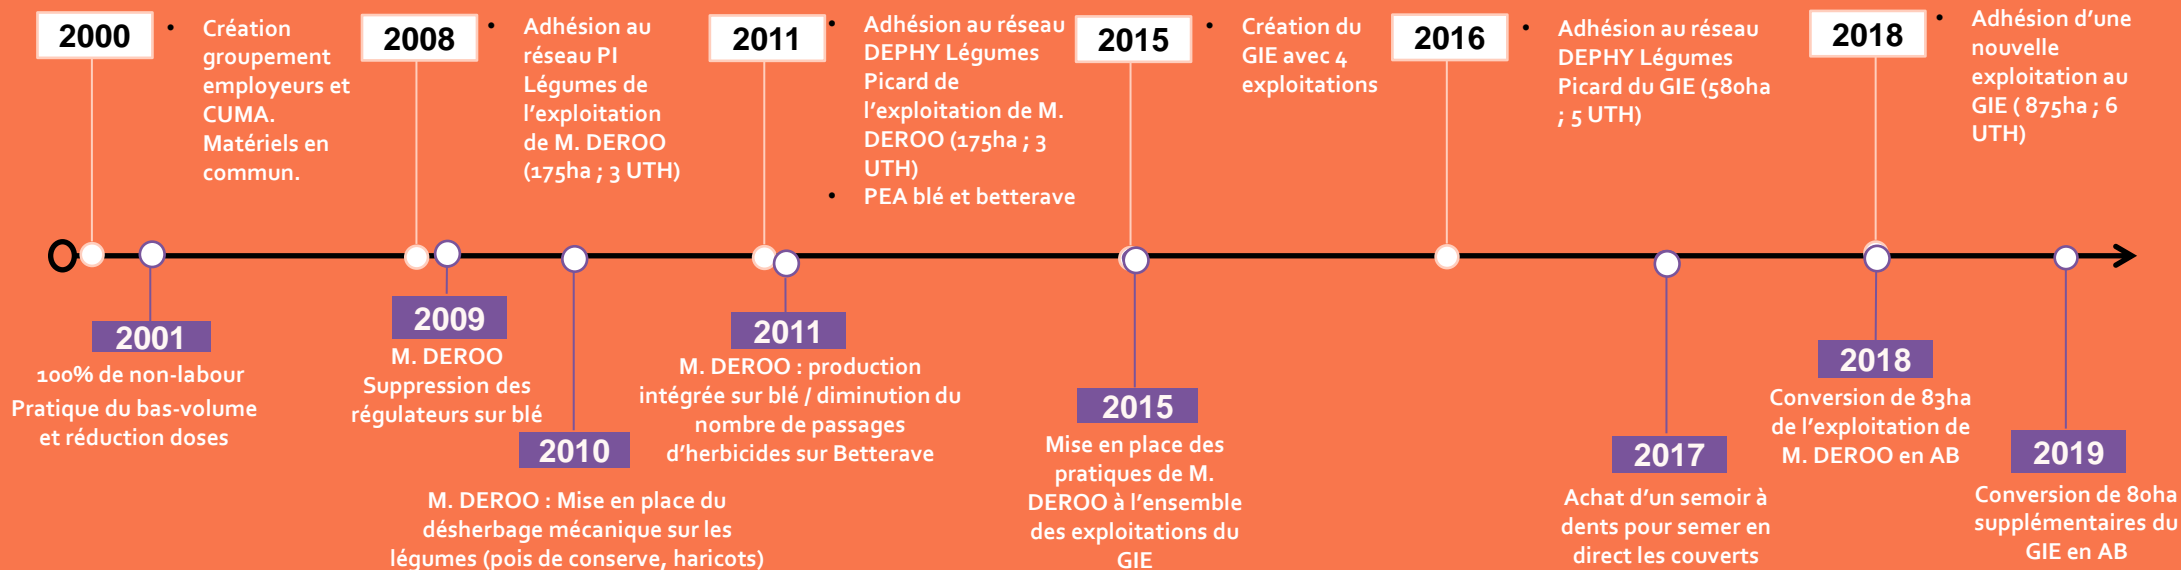 2000
• Création
groupement
employeurs et
CUMA.
Matériels en
commun.
2008
• Adhésion au
réseau PI
Légumes de
l'exploitation
de M. DEROO
(175ha ; 3 UTH)
2011
• Adhésion au réseau
DEPHY Légumes
Picard de
l'exploitation de M.
DEROO (175ha ; 3
UTH)
• PEA blé et betterave
2015
• Création du
GIE avec 4
exploitations
2016
• Adhésion au réseau
DEPHY Légumes
Picard du GIE (580ha
; 5 UTH)
2018
• Adhésion d'une
nouvelle
exploitation au
GIE ( 875ha ; 6
UTH)
2001
100% de non-labour
Pratique du bas-volume
et réduction doses
2009
M. DEROO
Suppression des
régulateurs sur blé
2010
M. DEROO : Mise en place du
désherbage mécanique sur les
légumes (pois de conserve, haricots)
2011
M. DEROO : production
intégrée sur blé / diminution du
nombre de passages
d'herbicides sur Betterave
2015
Mise en place des
pratiques de M.
DEROO à l'ensemble
des exploitations du
GIE
2017
Achat d'un semoir à
dents pour semer en
direct les couverts
2018
Conversion de 83ha
de l'exploitation de
M. DEROO en AB
2019
Conversion de 80ha
supplémentaires du
GIE en AB